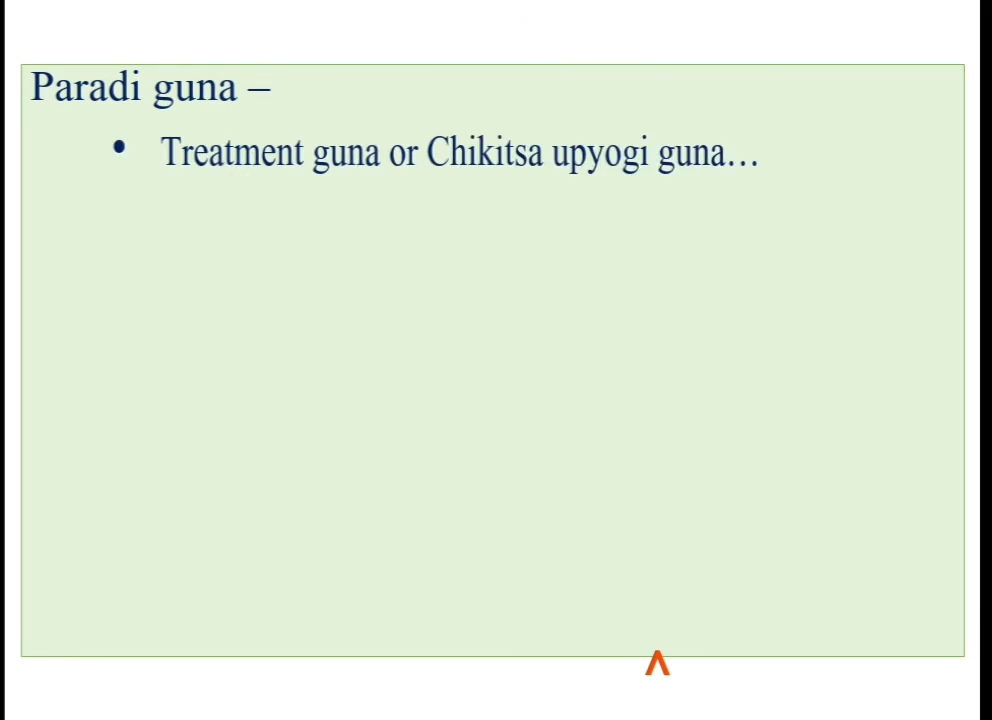 Paradi guna –
• Treatment guna or Chikitsa upyogi guna…
^